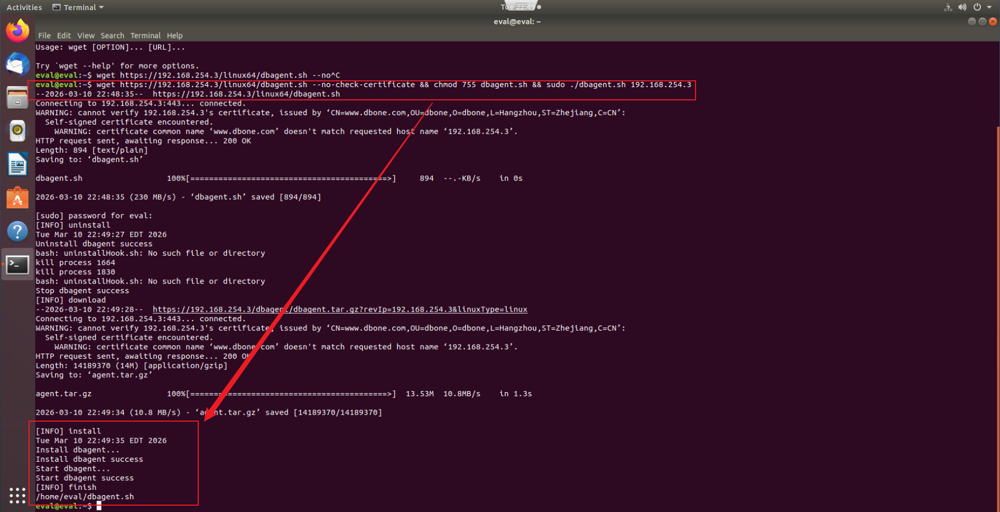 Activities Terminal
eval@eval: ~
File Edit View Search Terminal Help
Usage: wget [OPTION]... [URL]...
Try `wget --help' for more options.
eval@eval:~$ wget https://192.168.254.3/linux64/dbagent.sh --no^C
eval@eval:~$ wget https://192.168.254.3/linux64/dbagent.sh --no-check-certificate && chmod 755 dbagent.sh && sudo ./dbagent.sh 192.168.254.3
--2026-03-10 22:48:35--  https://192.168.254.3/linux64/dbagent.sh
Connecting to 192.168.254.3:443... connected.
WARNING: cannot verify 192.168.254.3's certificate, issued by ‘CN=www.dbone.com,OU=dbone,O=dbone,L=Hangzhou,ST=Zhejiang,C=CN’:
  Self-signed certificate encountered.
    WARNING: certificate common name ‘www.dbone.com’ doesn't match requested host name ‘192.168.254.3’.
HTTP request sent, awaiting response... 200 OK
Length: 894 [text/plain]
Saving to: ‘dbagent.sh’
dbagent.sh                  100%[==========================================>]     894  --.-KB/s    in 0s
2026-03-10 22:48:35 (230 MB/s) - ‘dbagent.sh’ saved [894/894]
[sudo] password for eval:
[INFO] uninstall
Tue Mar 10 22:49:27 EDT 2026
Uninstall dbagent success
bash: uninstallHook.sh: No such file or directory
kill process 1664
kill process 1830
bash: uninstallHook.sh: No such file or directory
Stop dbagent success
[INFO] download
--2026-03-10 22:49:28--  https://192.168.254.3/dbagent/dbagent.tar.gz?revIp=192.168.254.3&linuxType=linux
Connecting to 192.168.254.3:443... connected.
WARNING: cannot verify 192.168.254.3's certificate, issued by ‘CN=www.dbone.com,OU=dbone,O=dbone,L=Hangzhou,ST=Zhejiang,C=CN’:
  Self-signed certificate encountered.
    WARNING: certificate common name ‘www.dbone.com’ doesn't match requested host name ‘192.168.254.3’.
HTTP request sent, awaiting response... 200 OK
Length: 14189370 (14M) [application/gzip]
Saving to: ‘agent.tar.gz’
agent.tar.gz                100%[==========================================>]  13.53M  10.8MB/s    in 1.3s
2026-03-10 22:49:34 (10.8 MB/s) - ‘agent.tar.gz’ saved [14189370/14189370]
[INFO] install
Tue Mar 10 22:49:35 EDT 2026
Install dbagent...
Install dbagent success
Start dbagent...
Start dbagent success
[INFO] finish
/home/eval/dbagent.sh
eval@eval:~$